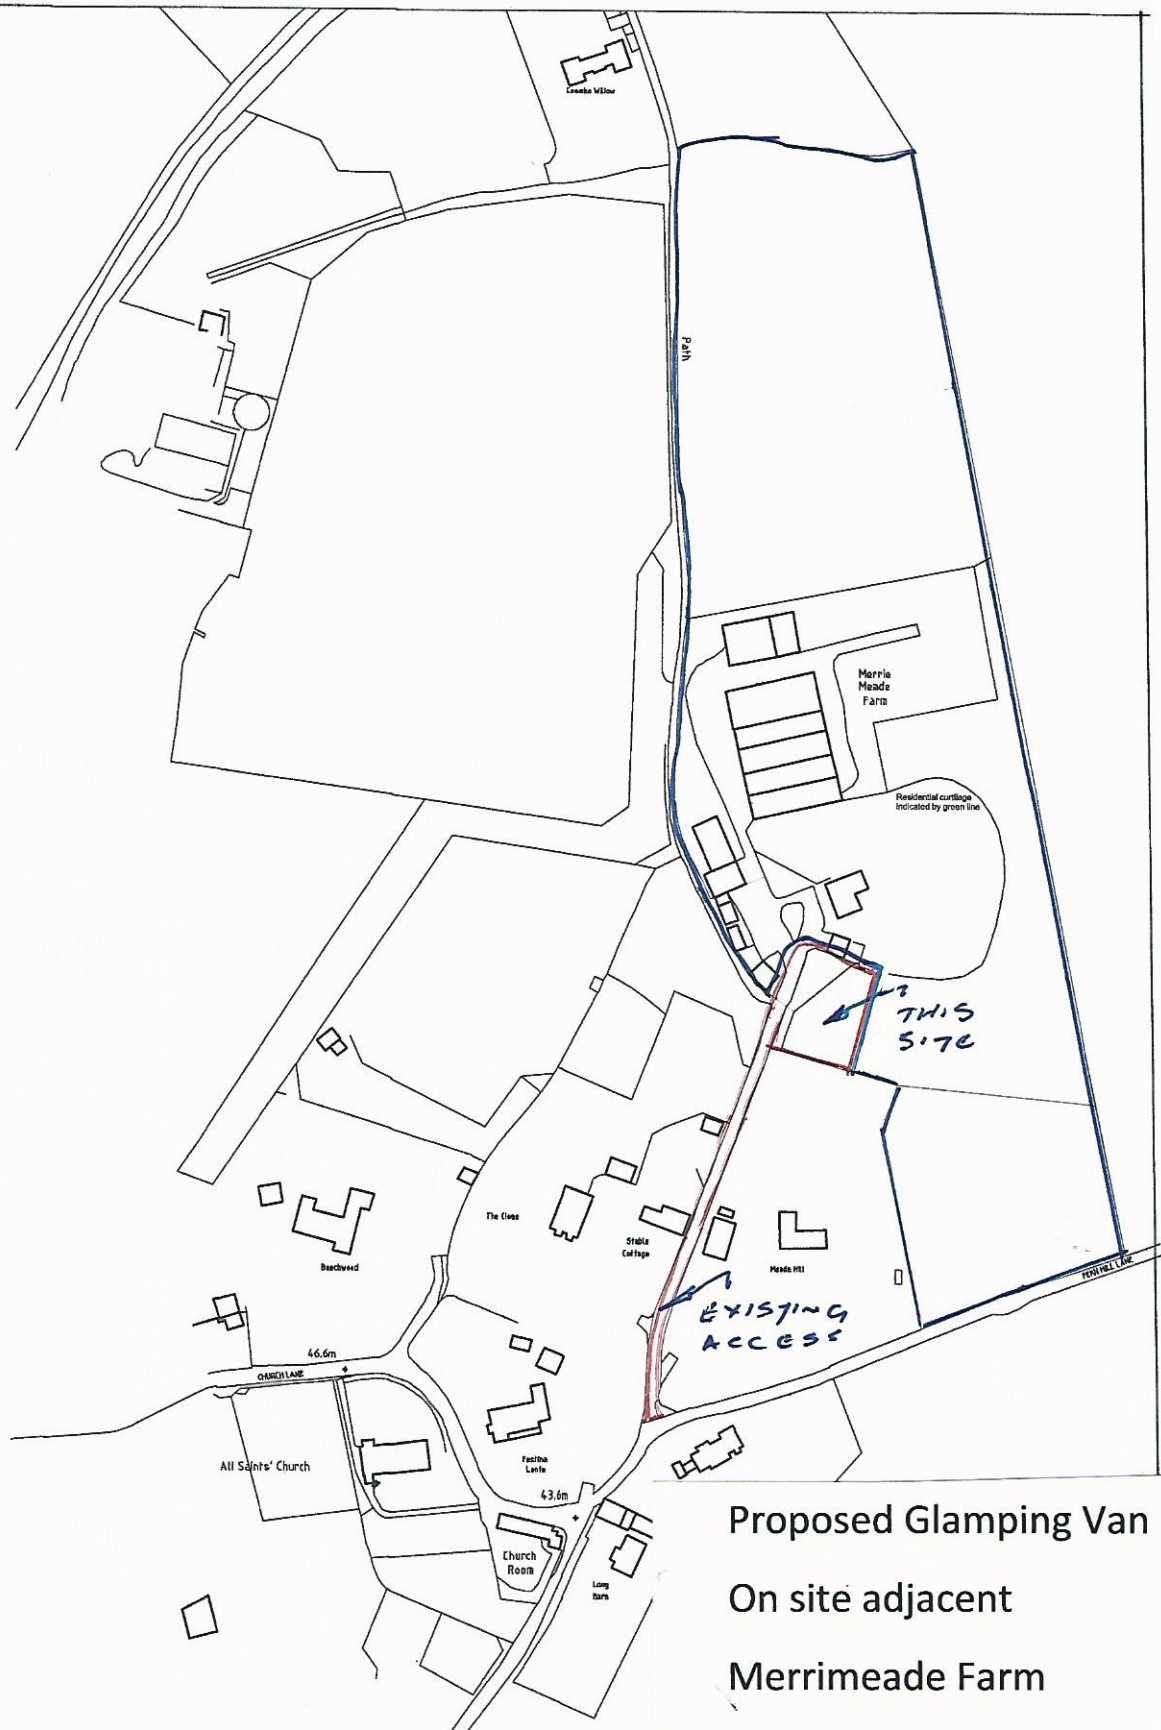 Coombe Willow
Path
Merrie
Meade
Farm
Residential curtilage
indicated by green line
THIS
SITE
The Close
Stable
Cottage
Meade Hill
Beechwood
PENN HILL LANE
EXISTING
ACCESS
46.6m
CHURCH LANE
All Saints' Church
Festina
Lente
43.6m
Church
Room
Long
Barn
Proposed Glamping Van
On site adjacent
Merrimeade Farm